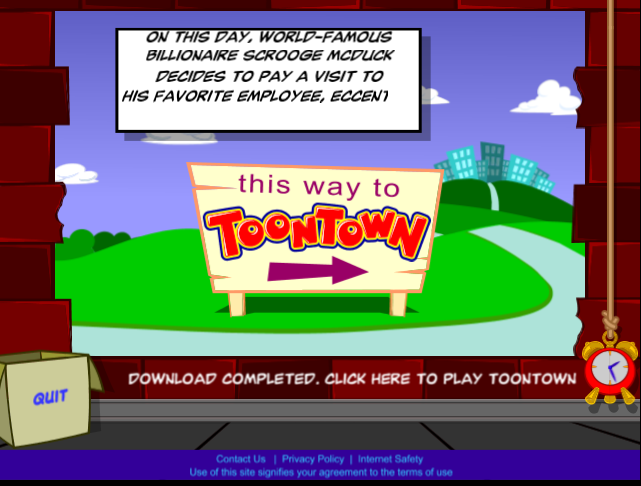 ON THIS DAY, WORLD-FAMOUS
BILLIONAIRE SCROOGE MCDUCK
DECIDES TO PAY A VISIT TO
HIS FAVORITE EMPLOYEE, ECCENT
this way to
TOONTOWN
QUIT
DOWNLOAD COMPLETED. CLICK HERE TO PLAY TOONTOWN
Contact Us | Privacy Policy | Internet Safety
Use of this site signifies your agreement to the terms of use